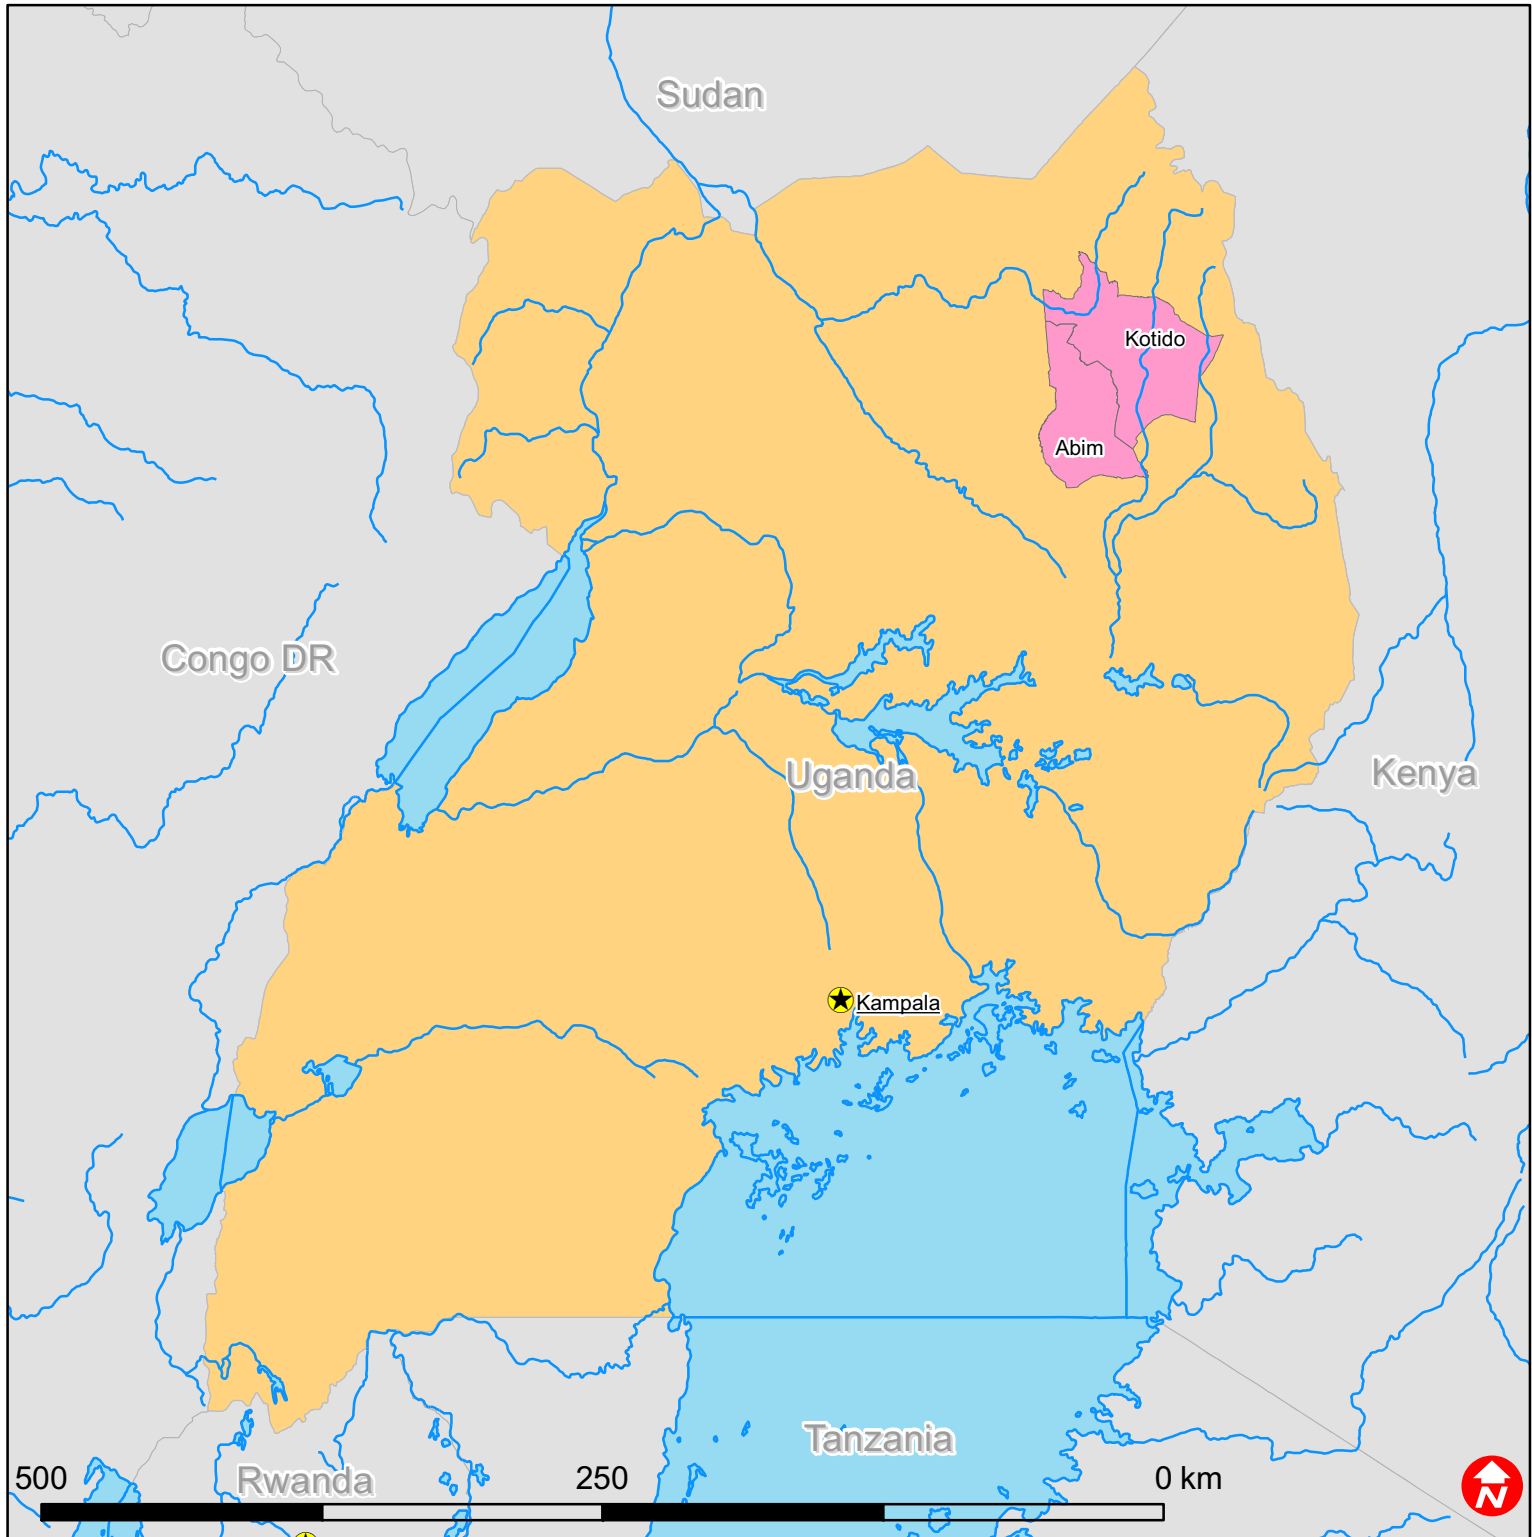 Sudan
Kotido
Abim
Congo DR
Uganda
Kenya
Kampala
Tanzania
Rwanda
500 250 0 km
N